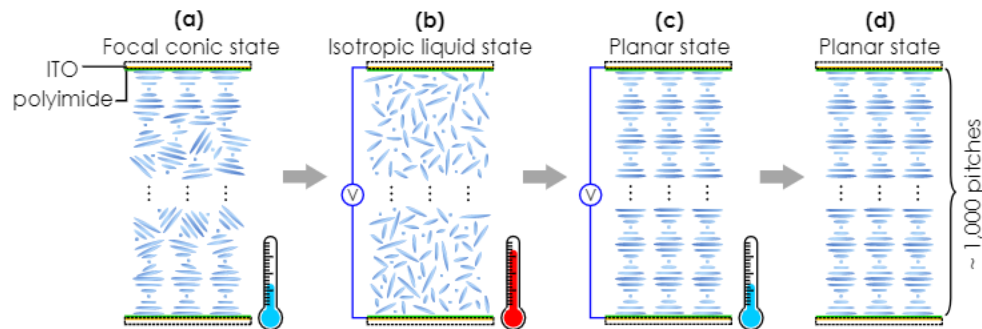 (a)
Focal conic state
(b)
Isotropic liquid state
(c)
Planar state
(d)
Planar state
ITO
polyimide
V
V
~ 1,000 pitches